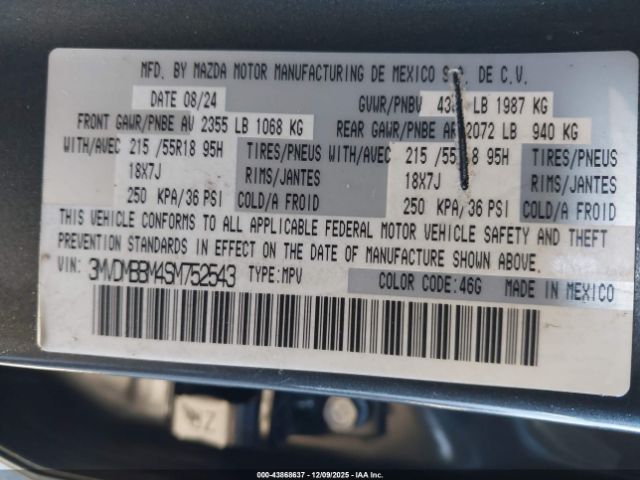 MFD. BY MAZDA MOTOR MANUFACTURING DE MEXICO S. DE C.V.
DATE 08/24 GVWR/PNBV LB 1987 KG
FRONT GAWR/PNBE AV 2355 LB 1068 KG REAR GAWR/PNBE 2072 LB 940 KG
WITH/AVEC 215 /55R18 95H TIRES/PNEUS WITH/AVEC 215 95H TIRES/PNEUS
18X7J RIMS/JANTES 18X7J RIMS/JANTES
250 KPA/36 PSI COLD/A FROID 250 KPA/36 PSI COLD/A FROID
THIS VEHICLE CONFORMS TO ALL APPLICABLE FEDERAL MOTOR VEHICLE SAFETY AND THEFT
PREVENTION STANDARDS IN EFFECT ON THE DATE OF MANUFACTURE SHOWN ABOVE.
VIN: 3MVDMBBM4SM752543 TYPE: MPV COLOR CODE: 46G MADE IN MEXICO
000-43868637 - 12/09/2025 - IAA, Inc.